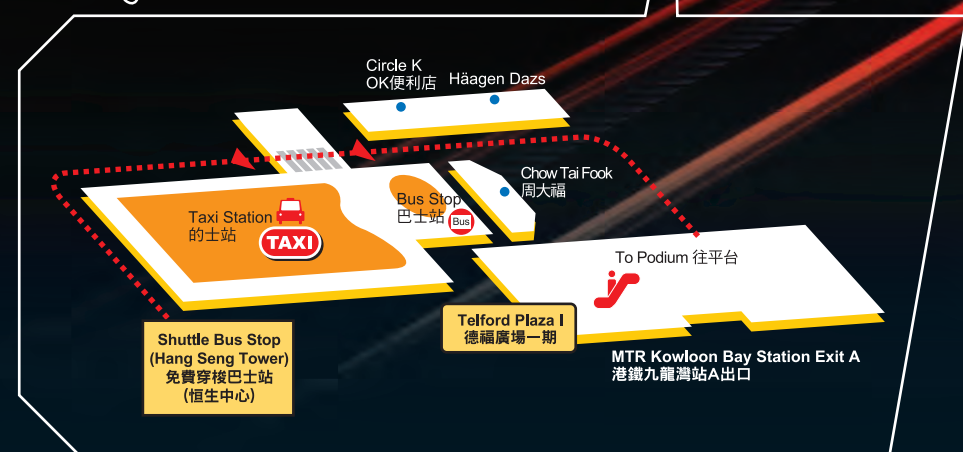 Circle K
OK便利店
Häagen Dazs
Chow Tai Fook
周大福
Bus Stop
巴士站
Bus
Taxi Station
的士站
TAXI
To Podium 往平台
Telford Plaza I
德福廣場一期
Shuttle Bus Stop
(Hang Seng Tower)
免費穿梭巴士站
(恒生中心)
MTR Kowloon Bay Station Exit A
港鐵九龍灣站A出口